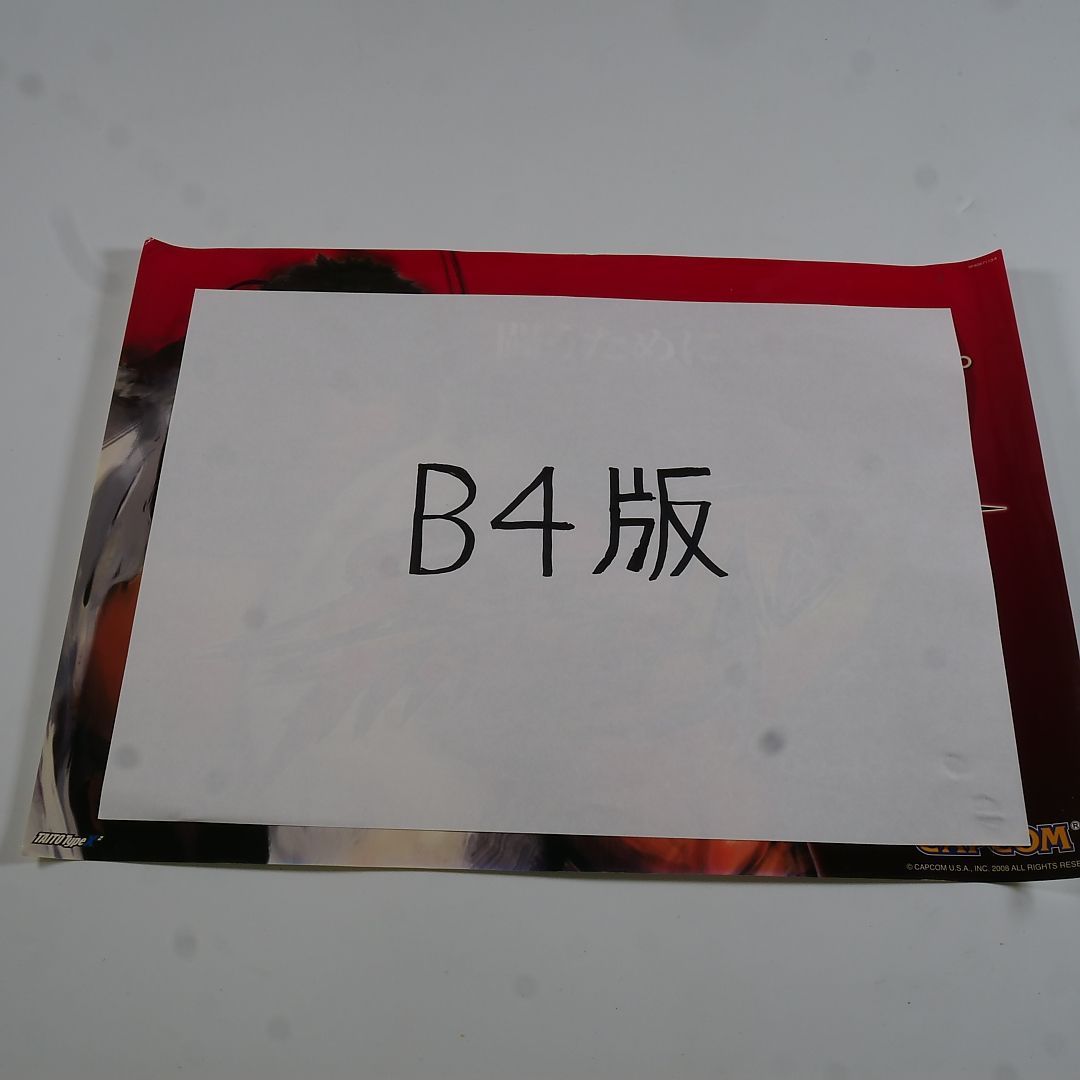 闘うために
B4版
TAITO Type X²
CAPCOM®
© CAPCOM U.S.A., INC. 2008 ALL RIGHTS RESE